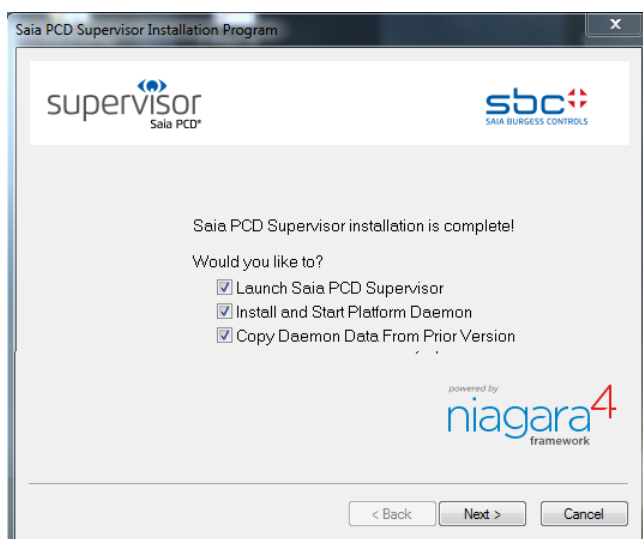 Saia PCD Supervisor Installation Program
x
supervisor
Saia PCD®
sbc
SAIA BURGESS CONTROLS
Saia PCD Supervisor installation is complete!
Would you like to?
Launch Saia PCD Supervisor
Install and Start Platform Daemon
Copy Daemon Data From Prior Version
powered by
niagara4
framework
< Back
Next >
Cancel